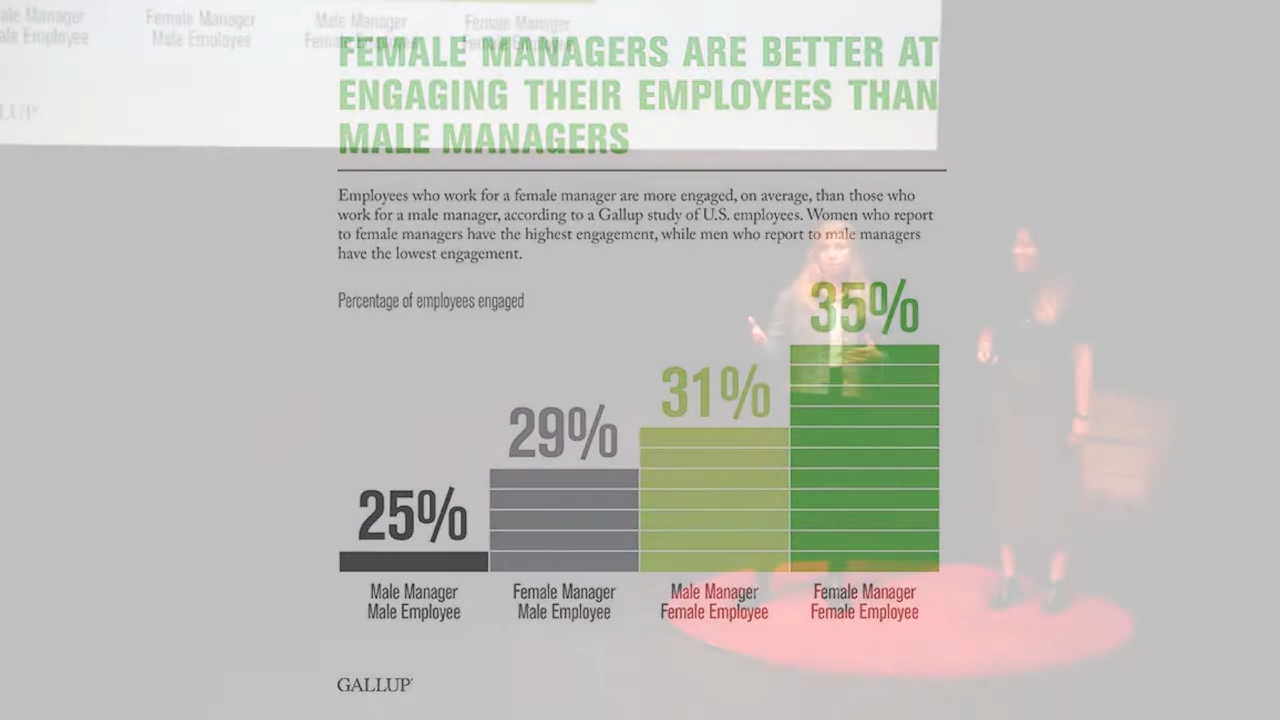 ale Manager
ale Employee
Female Manager
Male Employee
Male Manager
Female Manager
FEMALE MANAGERS ARE BETTER AT
ENGAGING THEIR EMPLOYEES THAN
MALE MANAGERS
Employees who work for a female manager are more engaged, on average, than those who
work for a male manager, according to a Gallup study of U.S. employees. Women who report
to female managers have the highest engagement, while men who report to male managers
have the lowest engagement.
Percentage of employees engaged
35%
31%
29%
25%
Male Manager
Male Employee
Female Manager
Male Employee
Male Manager
Female Employee
Female Manager
Female Employee
GALLUP